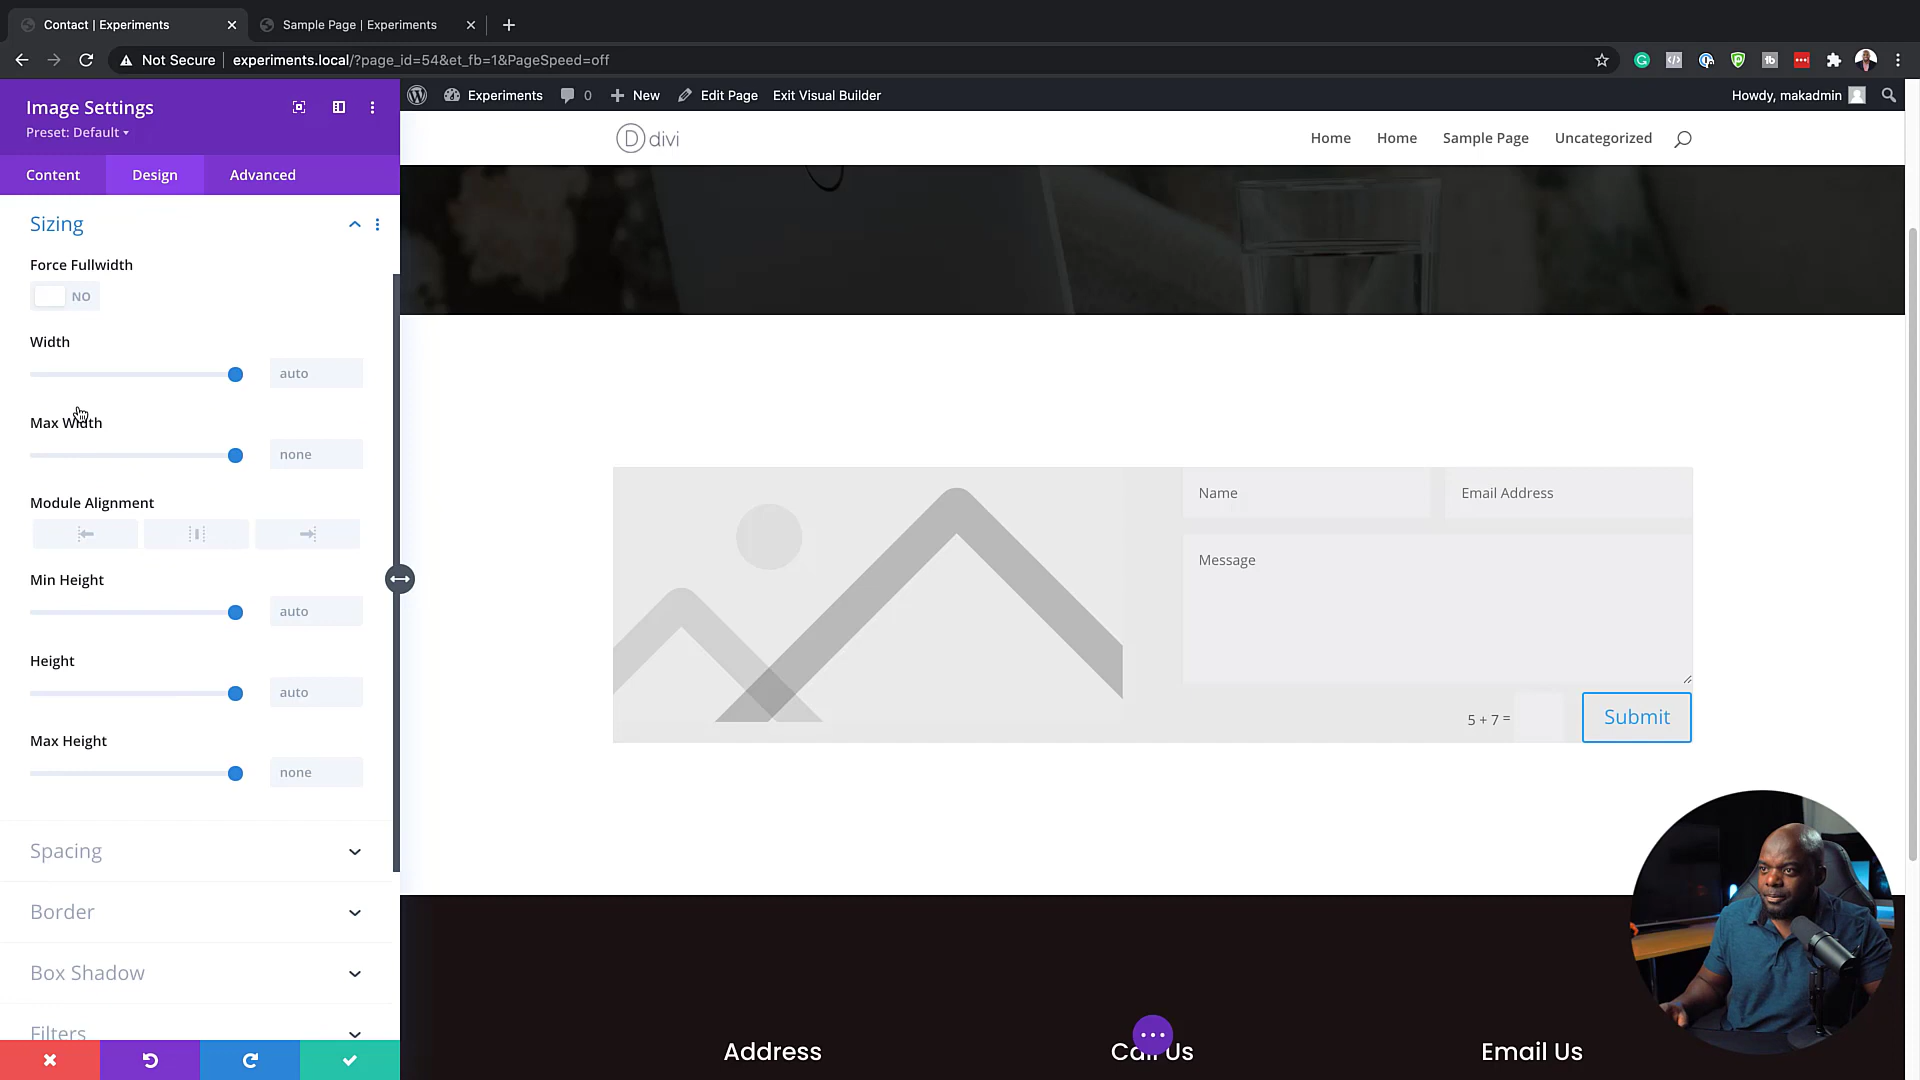 Contact | Experiments
Sample Page | Experiments
Not Secure
experiments.local/?page_id=54&et_fb=1&PageSpeed=off
Experiments
0
New
Edit Page
Exit Visual Builder
Howdy, makadmin
Image Settings
Preset: Default
Content
Design
Advanced
D divi
Home
Home
Sample Page
Uncategorized
Sizing
Force Fullwidth
NO
Width
auto
Max Width
none
Module Alignment
Min Height
auto
Height
auto
Max Height
none
Spacing
Border
Box Shadow
Filters
Name
Email Address
Message
5 + 7 =
Submit
Address
Call Us
Email Us